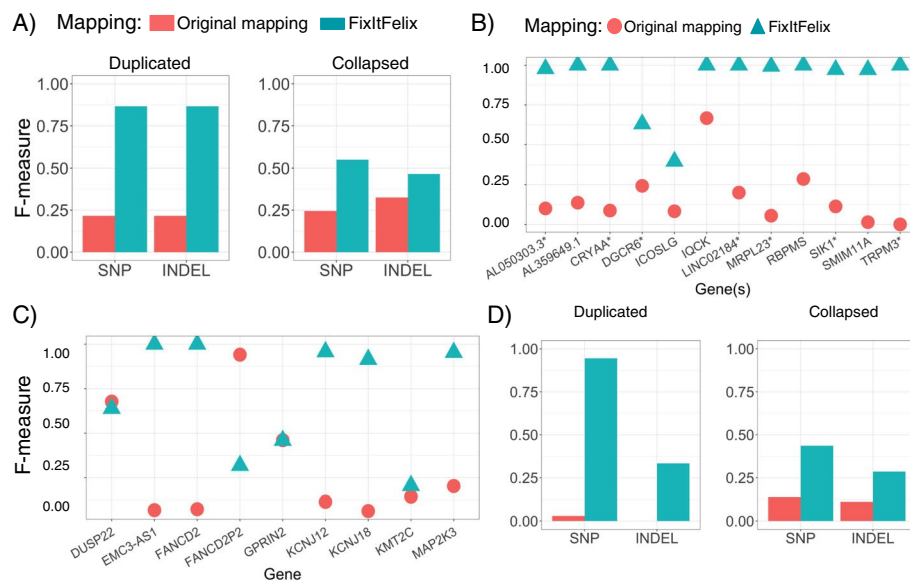 A) Mapping: Original mapping FixItFelix
Duplicated Collapsed
F-measure
1.00 1.00
0.75 0.75
0.50 0.50
0.25 0.25
0.00 0.00
SNP INDEL SNP INDEL
B) Mapping: Original mapping FixItFelix
1.00
0.75
0.50
0.25
0.00
AL050303.3* AL359649.1 CRYAA* DGCR6* ICOSLG IQCK LINC02184* MRPL23* RBPMS SIK1* SMIM11A TRPM3*
Gene(s)
C)
F-measure
1.00
0.75
0.50
0.25
0.00
DUSP22 EMC3-AS1 FANCD2 FANCD2P2 GPRIN2 KCNJ12 KCNJ18 KMT2C MAP2K3
Gene
D) Duplicated Collapsed
1.00 1.00
0.75 0.75
0.50 0.50
0.25 0.25
0.00 0.00
SNP INDEL SNP INDEL